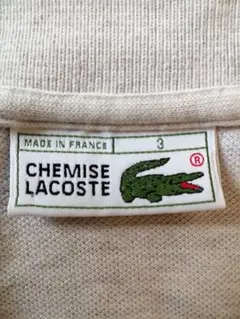 MADE IN FRANCE 3
CHEMISE
LACOSTE
®